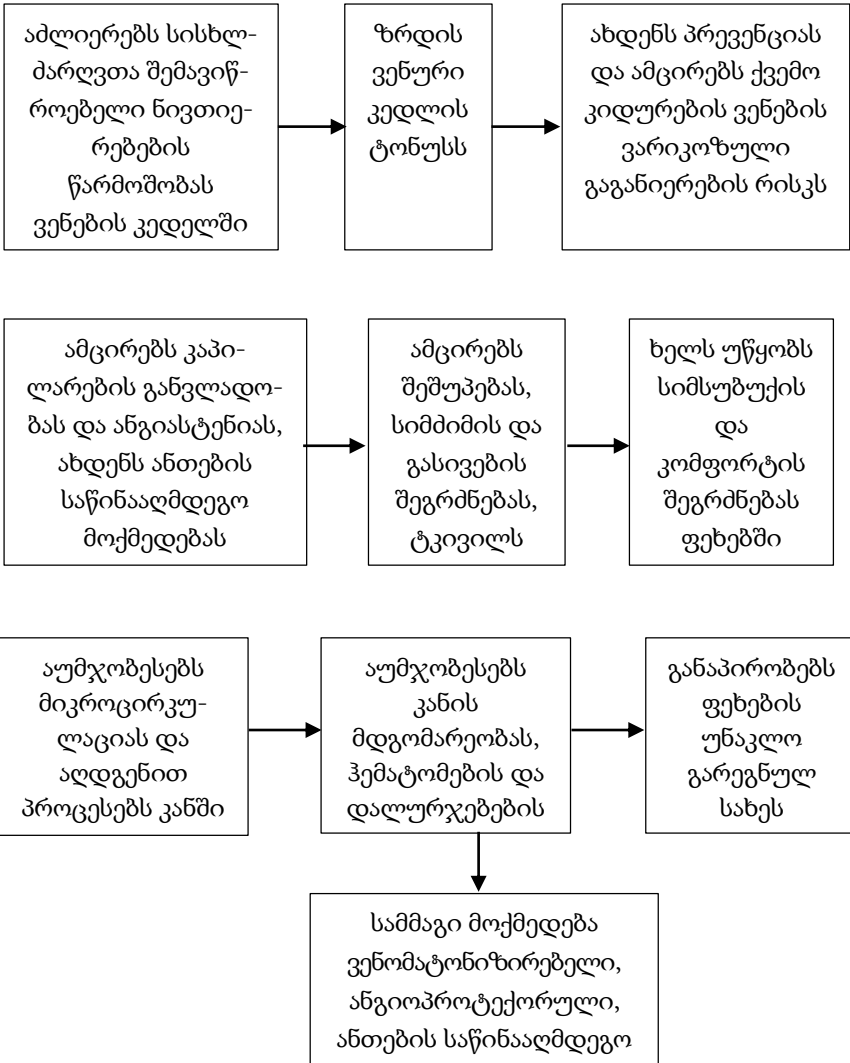 აძლიერებს სისხლ-
ძარღვთა შემავიწ-
როებელი ნივთიე-
რებების
წარმოშობას
ვენების კედელში
ზრდის
ვენური
კედლის
ტონუსს
ახდენს პრევენციას
და ამცირებს ქვემო
კიდურების ვენების
ვარიკოზული
გაგანიერების რისკს
ამცირებს კაპი-
ლარების განვლადო-
ბას და ანგიასტენიას,
ახდენს ანთების
საწინააღმდეგო
მოქმედებას
ამცირებს
შეშუპებას,
სიმძიმის და
გასივების
შეგრძნებას,
ტკივილს
ხელს უწყობს
სიმსუბუქის
და
კომფორტის
შეგრძნებას
ფეხებში
აუმჯობესებს
მიკროცირკუ-
ლაციას და
აღდგენით
პროცესებს კანში
აუმჯობესებს
კანის
მდგომარეობას,
ჰემატომების და
დალურჯებების
განაპირობებს
ფეხების
უნაკლო
გარეგნულ
სახეს
სამმაგი მოქმედება
ვენომატონიზირებელი,
ანგიოპროტექორული,
ანთების საწინააღმდეგო